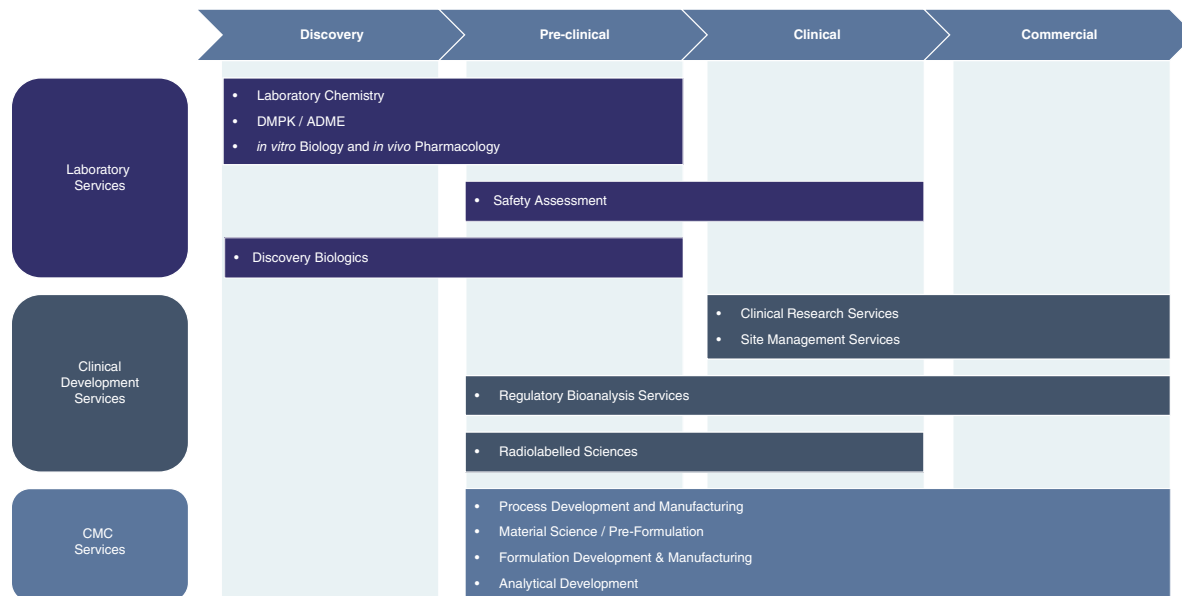 Discovery
Pre-clinical
Clinical
Commercial
Laboratory
Services
• Laboratory Chemistry
• DMPK / ADME
• in vitro Biology and in vivo Pharmacology
• Safety Assessment
• Discovery Biologics
Clinical
Development
Services
• Clinical Research Services
• Site Management Services
• Regulatory Bioanalysis Services
• Radiolabelled Sciences
CMC
Services
• Process Development and Manufacturing
• Material Science / Pre-Formulation
• Formulation Development & Manufacturing
• Analytical Development